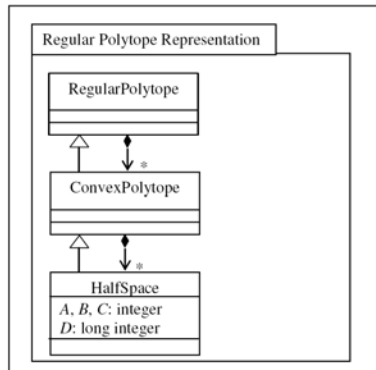 Regular Polytope Representation
RegularPolytope
*
ConvexPolytope
*
HalfSpace
A, B, C: integer
D: long integer